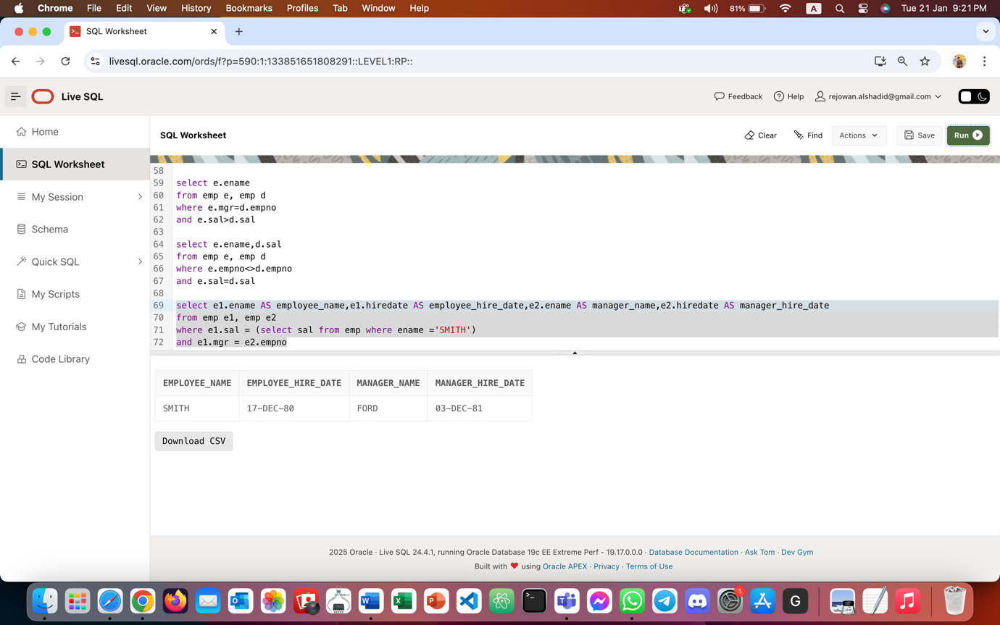 Chrome File Edit View History Bookmarks Profiles Tab Window Help 81% A Tue 21 Jan 9:21 PM
SQL Worksheet
livesql.oracle.com/ords/f?p=590:1:133851651808291::LEVEL1:RP::
Live SQL
Feedback Help rejowan.alshadid@gmail.com
Home
SQL Worksheet
My Session
Schema
Quick SQL
My Scripts
My Tutorials
Code Library
SQL Worksheet Clear Find Actions Save Run
58
59 select e.ename
60 from emp e, emp d
61 where e.mgr=d.empno
62 and e.sal>d.sal
63
64 select e.ename,d.sal
65 from emp e, emp d
66 where e.empno<>d.empno
67 and e.sal=d.sal
68
69 select e1.ename AS employee_name,e1.hiredate AS employee_hire_date,e2.ename AS manager_name,e2.hiredate AS manager_hire_date
70 from emp e1, emp e2
71 where e1.sal = (select sal from emp where ename ='SMITH')
72 and e1.mgr = e2.empno
EMPLOYEE_NAME EMPLOYEE_HIRE_DATE MANAGER_NAME MANAGER_HIRE_DATE
SMITH 17-DEC-80 FORD 03-DEC-81
Download CSV
2025 Oracle · Live SQL 24.4.1, running Oracle Database 19c EE Extreme Perf - 19.17.0.0.0 · Database Documentation · Ask Tom · Dev Gym
Built with ❤ using Oracle APEX · Privacy · Terms of Use
W X P 1 G